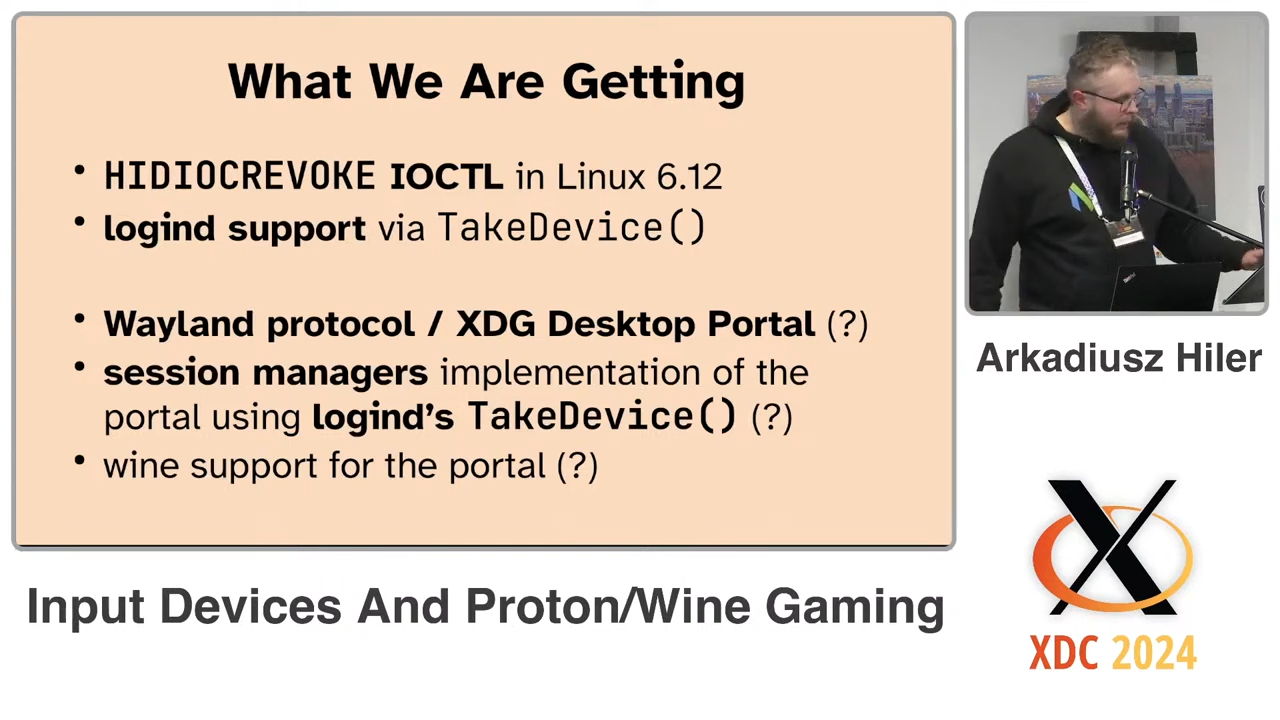 What We Are Getting
• HIDIOCREVOKE IOCTL in Linux 6.12
• logind support via TakeDevice()
• Wayland protocol / XDG Desktop Portal (?)
• session managers implementation of the
portal using logind’s TakeDevice() (?)
• wine support for the portal (?)
Arkadiusz Hiler
Input Devices And Proton/Wine Gaming
XDC 2024